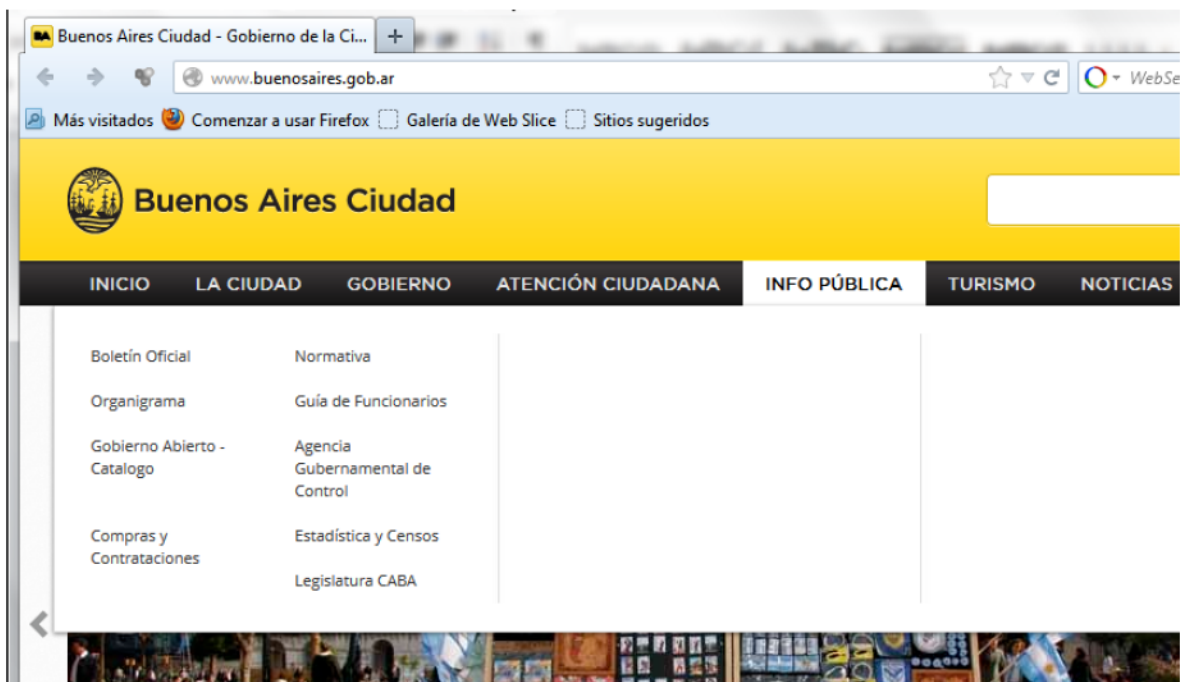 Buenos Aires Ciudad - Gobierno de la Ci...
www.buenosaires.gob.ar
WebSe
Más visitados Comenzar a usar Firefox Galería de Web Slice Sitios sugeridos
Buenos Aires Ciudad
INICIO LA CIUDAD GOBIERNO ATENCIÓN CIUDADANA INFO PÚBLICA TURISMO NOTICIAS
Boletín Oficial
Organigrama
Gobierno Abierto -
Catalogo
Compras y
Contrataciones
Normativa
Guía de Funcionarios
Agencia
Gubernamental de
Control
Estadística y Censos
Legislatura CABA